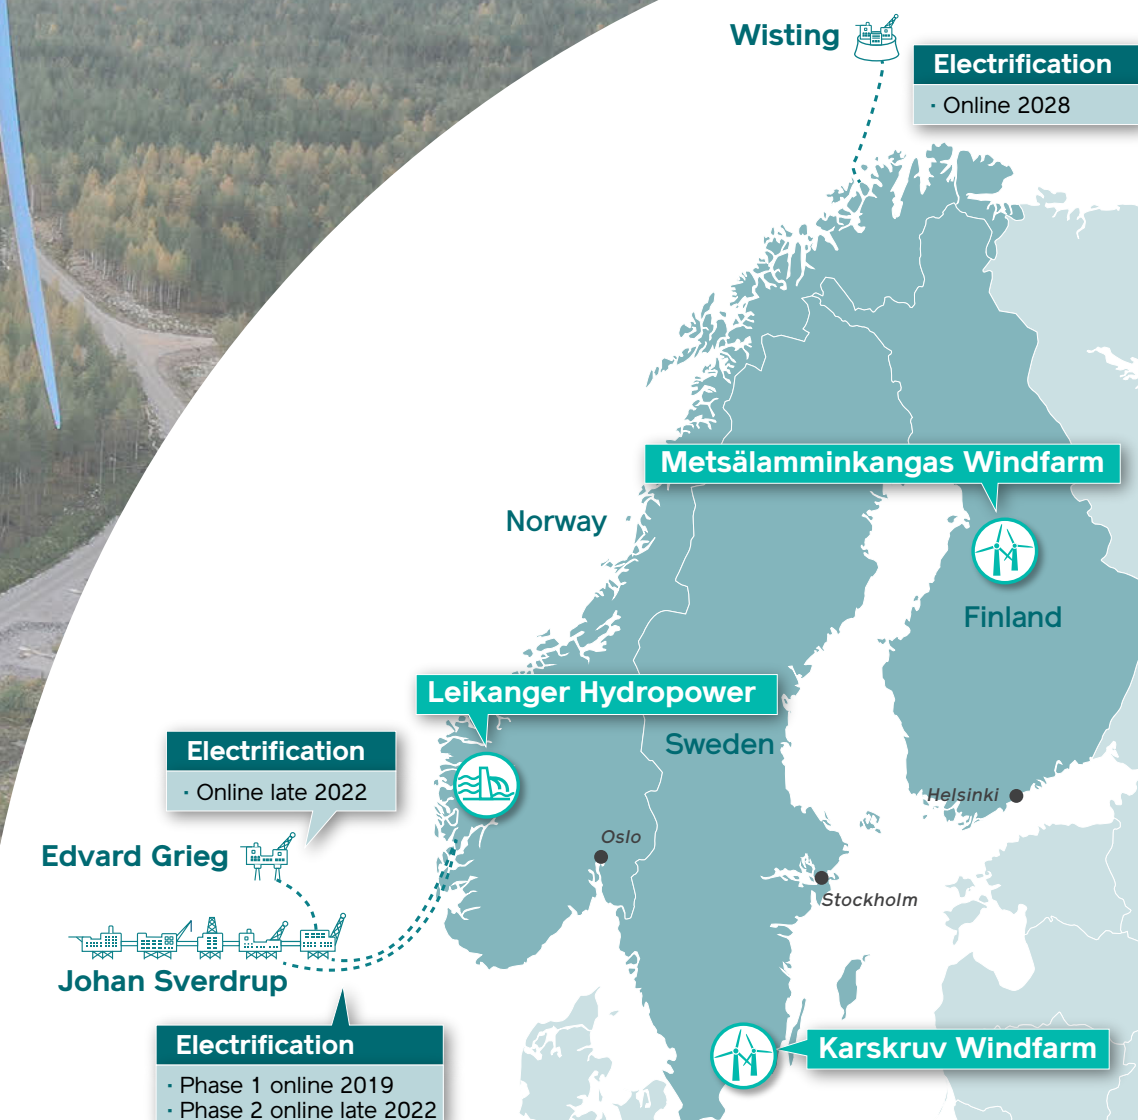 Wisting
Electrification
· Online 2028
Metsälamminkangas Windfarm
Norway
Finland
Leikanger Hydropower
Sweden
Electrification
· Online late 2022
Helsinki
Oslo
Edvard Grieg
Stockholm
Johan Sverdrup
Electrification
· Phase 1 online 2019
· Phase 2 online late 2022
Karskruv Windfarm